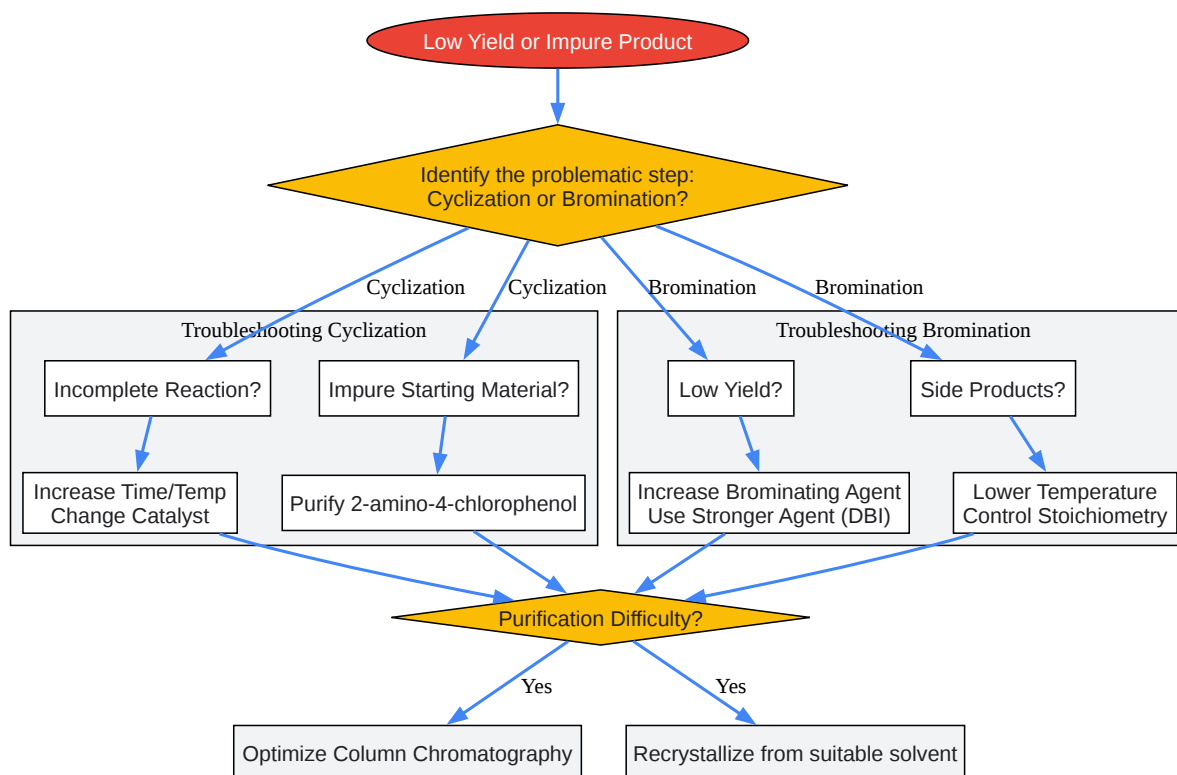 Low Yield or Impure Product
Identify the problematic step:
Cyclization or Bromination?
Cyclization
Cyclization
Bromination
Bromination
Troubleshooting Cyclization
Troubleshooting Bromination
Incomplete Reaction?
Impure Starting Material?
Low Yield?
Side Products?
Increase Time/Temp
Change Catalyst
Purify 2-amino-4-chlorophenol
Increase Brominating Agent
Use Stronger Agent (DBI)
Lower Temperature
Control Stoichiometry
Purification Difficulty?
Yes
Yes
Optimize Column Chromatography
Recrystallize from suitable solvent